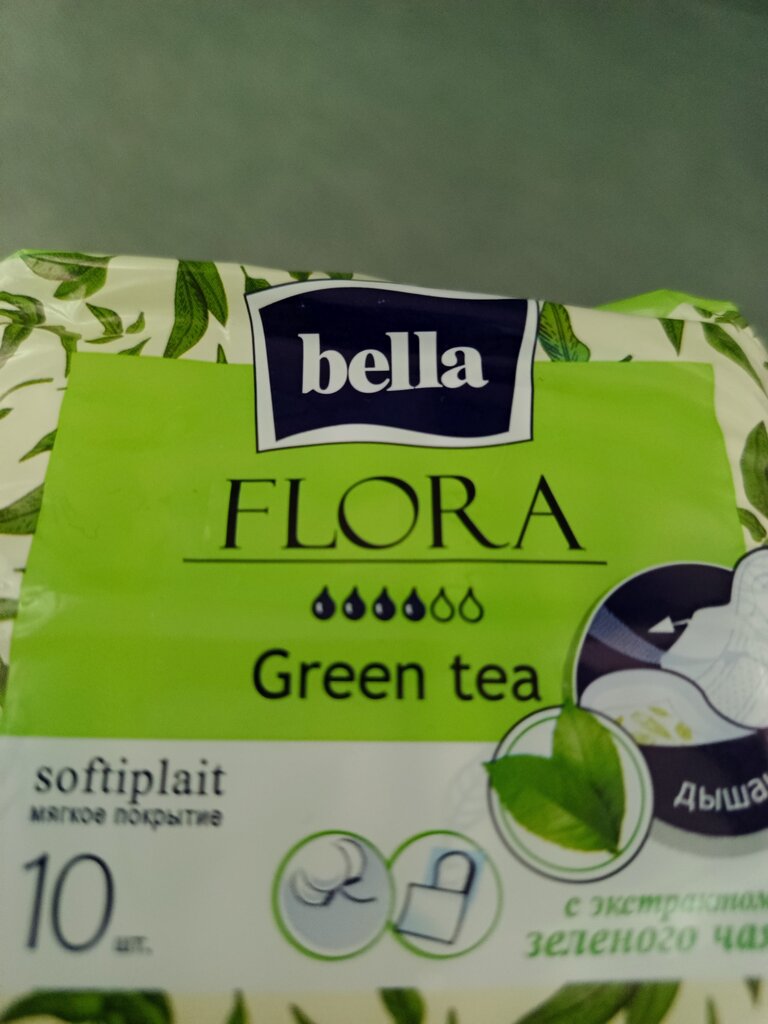 bella
FLORA
Green tea
softiplait
мягкое покрытие
10 шт.
с экстрактом
зеленого чая